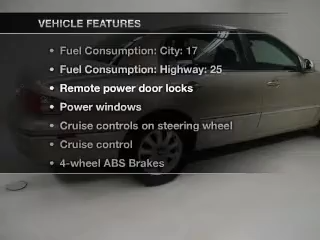 VEHICLE FEATURES
• Fuel Consumption: City: 17
• Fuel Consumption: Highway: 25
• Remote power door locks
• Power windows
• Cruise controls on steering wheel
• Cruise control
• 4-wheel ABS Brakes